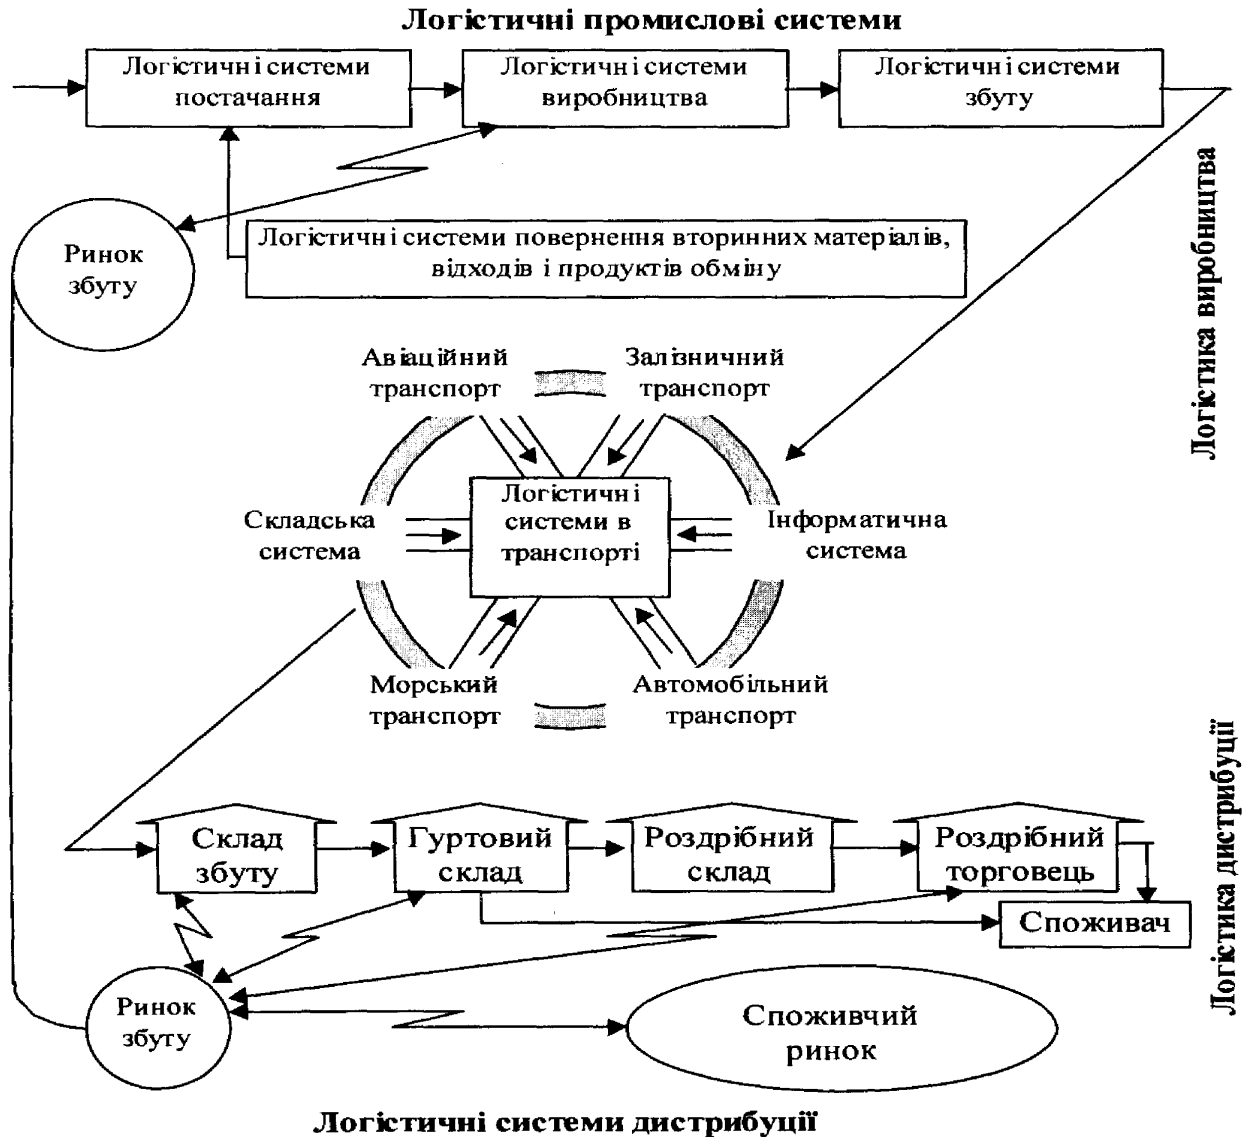 Логістичні промислові системи
Логістичні системи
постачання
Логістичні системи
виробництва
Логістичні системи
збуту
Логістика виробництва
Ринок
збуту
Логістичні системи повернення вторинних матеріалів,
відходів і продуктів обміну
Авіаційний
транспорт
Залізничний
транспорт
Складська
система
Логістичні
системи в
транспорті
Інформатична
система
Морський
транспорт
Автомобільний
транспорт
Логістика дистрибуції
Склад
збуту
Гуртовий
склад
Роздрібний
склад
Роздрібний
торговець
Споживач
Ринок
збуту
Споживчий
ринок
Логістичні системи дистрибуції